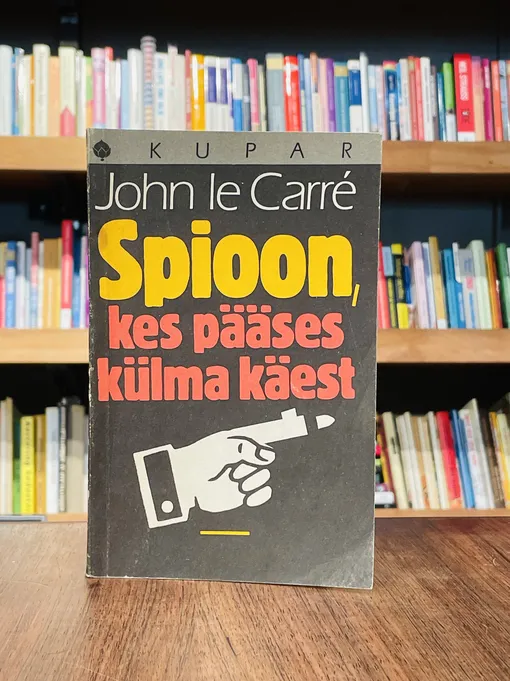 KUPAR
John le Carré
Spioon,
kes pääses
külma käest